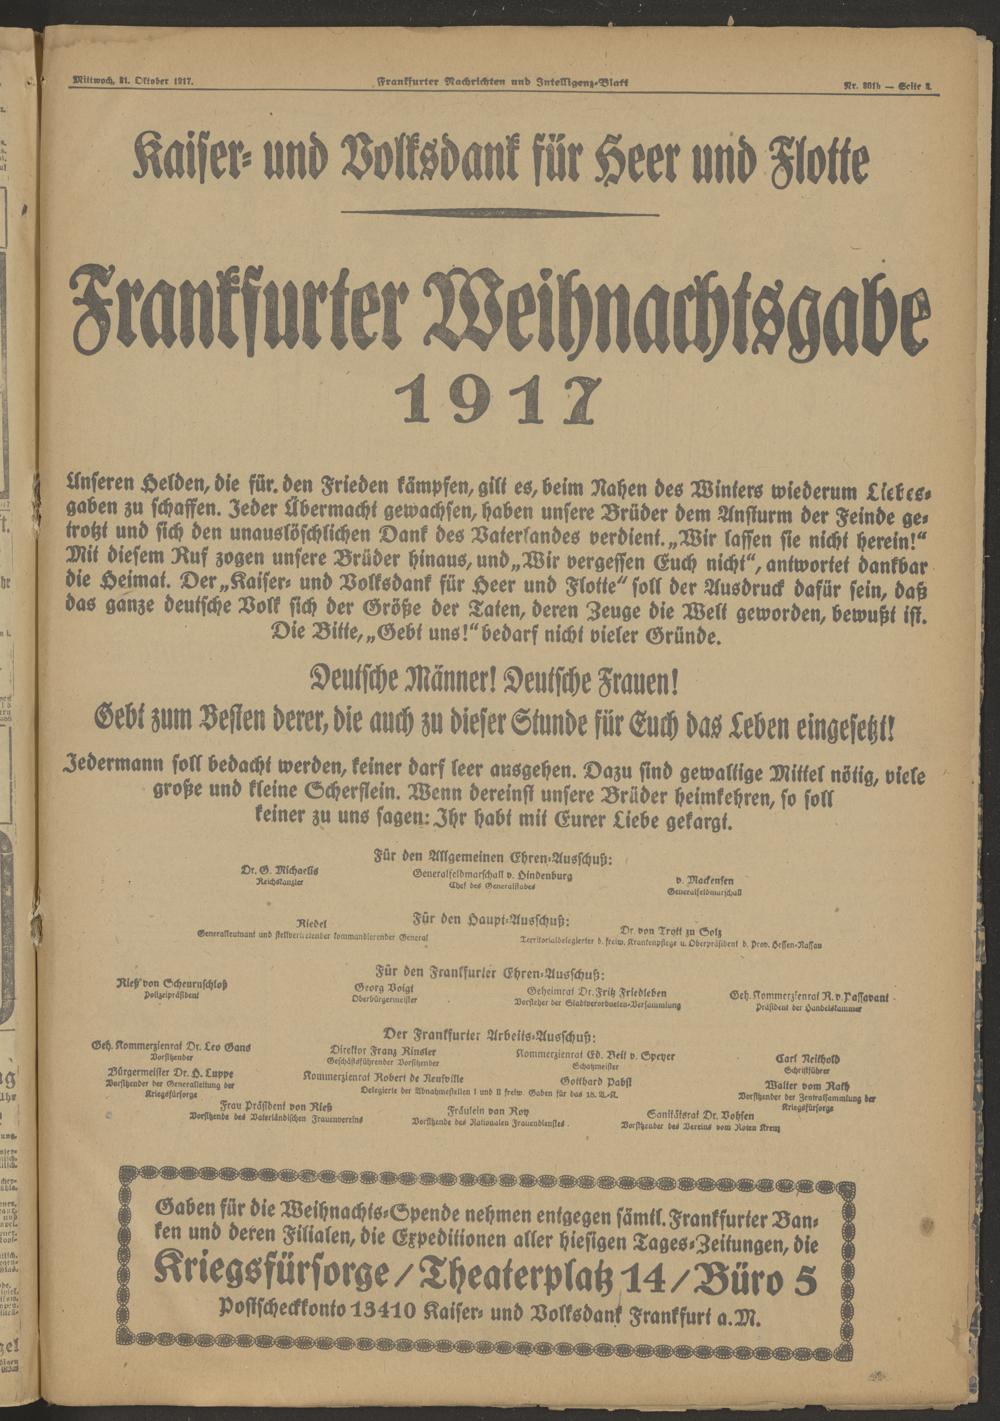 Mittwoch, 31. Oktober 1917.
Frankfurter Nachrichten und Intelligenz-Blatt
Nr. 301b — Seite 3.
Kaiser- und Volksdank für Heer und Flotte
Frankfurter Weihnachtsgabe
1917
Unseren Helden, die für den Frieden kämpfen, gilt es, beim Nahen des Winters wiederum Liebes-
gaben zu schaffen. Jeder Übermacht gewachsen, haben unsere Brüder dem Ansturm der Feinde ge-
trotzt und sich den unauslöschlichen Dank des Vaterlandes verdient. „Wir lassen sie nicht herein!“
Mit diesem Ruf zogen unsere Brüder hinaus, und „Wir vergessen Euch nicht“, antwortet dankbar
die Heimat. Der „Kaiser- und Volksdank für Heer und Flotte“ soll der Ausdruck dafür sein, daß
das ganze deutsche Volk sich der Größe der Taten, deren Zeuge die Welt geworden, bewußt ist.
Die Bitte, „Gebt uns!“ bedarf nicht vieler Gründe.
Deutsche Männer! Deutsche Frauen!
Gebt zum Besten derer, die auch zu dieser Stunde für Euch das Leben eingesetzt!
Jedermann soll bedacht werden, keiner darf leer ausgehen. Dazu sind gewaltige Mittel nötig, viele
große und kleine Scherflein. Wenn dereinst unsere Brüder heimkehren, so soll
keiner zu uns sagen: Ihr habt mit Eurer Liebe gekargt.
Für den Allgemeinen Ehren-Ausschuß:
Dr. G. Michaelis
Reichskanzler
Generalfeldmarschall v. Hindenburg
Chef des Generalstabes
v. Mackensen
Generalfeldmarschall
Für den Haupt-Ausschuß:
Riedel
Generalleutnant und stellvertretender kommandierender General
Dr. von Trott zu Solz
Territorialdelegierter d. freiw. Krankenpflege u. Oberpräsident d. Prov. Hessen-Nassau
Für den Frankfurter Ehren-Ausschuß:
Rieß von Scheurnschloß
Polizeipräsident
Georg Voigt
Oberbürgermeister
Geheimrat Dr. Fritz Friedleben
Vorsteher der Stadtverordneten-Versammlung
Geh. Kommerzienrat R. v. Passavant
Präsident der Handelskammer
Der Frankfurter Arbeits-Ausschuß:
Geh. Kommerzienrat Dr. Leo Gans
Vorsitzender
Direktor Franz Rinsler
Geschäftsführender Vorsitzender
Kommerzienrat Ed. Beit v. Speyer
Schatzmeister
Carl Neithold
Schriftführer
Bürgermeister Dr. H. Luppe
Vorsitzender der Generalleitung der
Kriegsfürsorge
Kommerzienrat Robert de Neufville
Gotthard Pabst
Delegierte der Abnahmestellen I und II freiw. Gaben für das 18. A.-K.
Walter vom Rath
Vorsitzender der Zentralsammlung der
Kriegsfürsorge
Frau Präsident von Rieß
Vorsitzende des Vaterländischen Frauenvereins
Fräulein van Roy
Vorsitzende des Nationalen Frauendienstes
Sanitätsrat Dr. Bohsen
Vorsitzender des Vereins vom Roten Kreuz
Gaben für die Weihnachts-Spende nehmen entgegen sämtl. Frankfurter Ban-
ken und deren Filialen, die Expeditionen aller hiesigen Tages-Zeitungen, die
Kriegsfürsorge / Theaterplatz 14 / Büro 5
Postscheckkonto 13410 Kaiser- und Volksdank Frankfurt a. M.